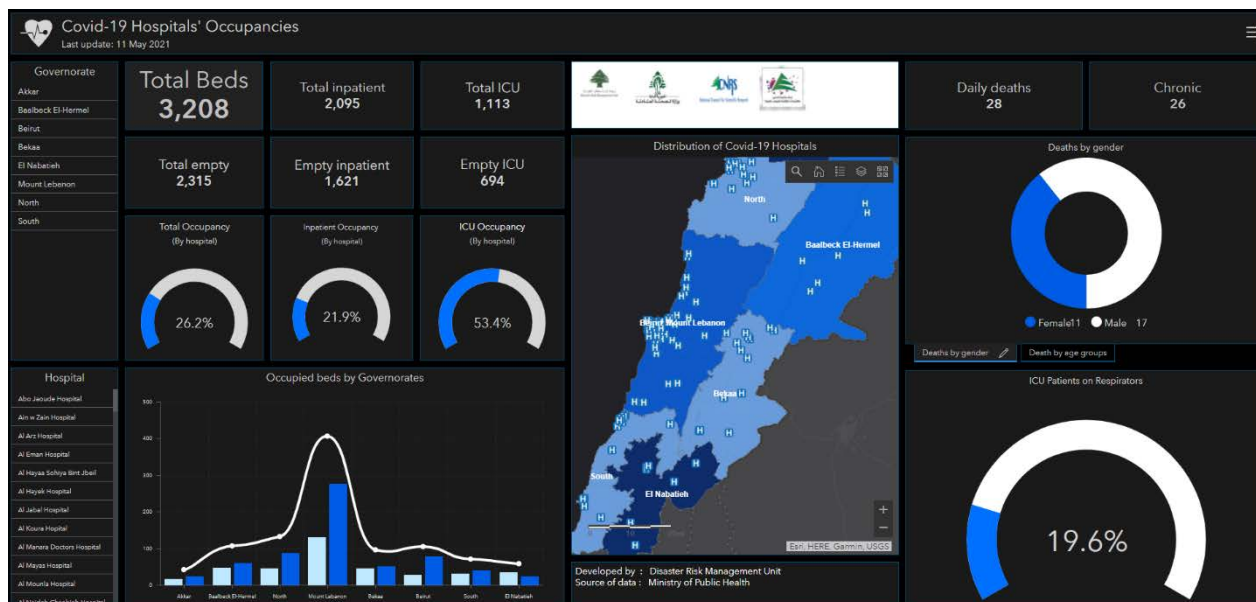 Covid-19 Hospitals' Occupancies
Last update: 11 May 2021
Governorate
Akkar
Baalbeck El-Hermel
Beirut
Bekaa
El Nabatieh
Mount Lebenon
North
South
Total Beds
3,208
Total inpatient
2,095
Total ICU
1,113
Total empty
2,315
Empty inpatient
1,621
Empty ICU
694
Total Occupancy
(By hospital)
26.2%
Inpatient Occupancy
(By hospital)
21.9%
ICU Occupancy
(By hospital)
53.4%
CNRS
Distribution of Covid-19 Hospitals
North
Baalbeck El-Hermel
Mount Lebanon
Bekaa
South
El Nabatieh
Esri, HERE, Garmin, USGS
Developed by : Disaster Risk Management Unit
Source of data : Ministry of Public Health
Daily deaths
28
Chronic
26
Deaths by gender
Female11 Male 17
Deaths by gender Death by age groups
ICU Patients on Respirators
19.6%
Hospital
Abo Jaoude Hospital
Ain w Zain Hospital
Al Arz Hospital
Al Eman Hospital
Al Hayaa Sohiya Bint Jbeil
Al Hayek Hospital
Al Jabal Hospital
Al Koura Hopital
Al Manara Doctors Hospital
Al Mayas Hospital
Al Mounla Hospital
Occupied beds by Governorates
500
400
300
200
100
0
Akkar Baalbeck El-Hermel North Mount Lebanon Bekaa Beirut South El Nabatieh